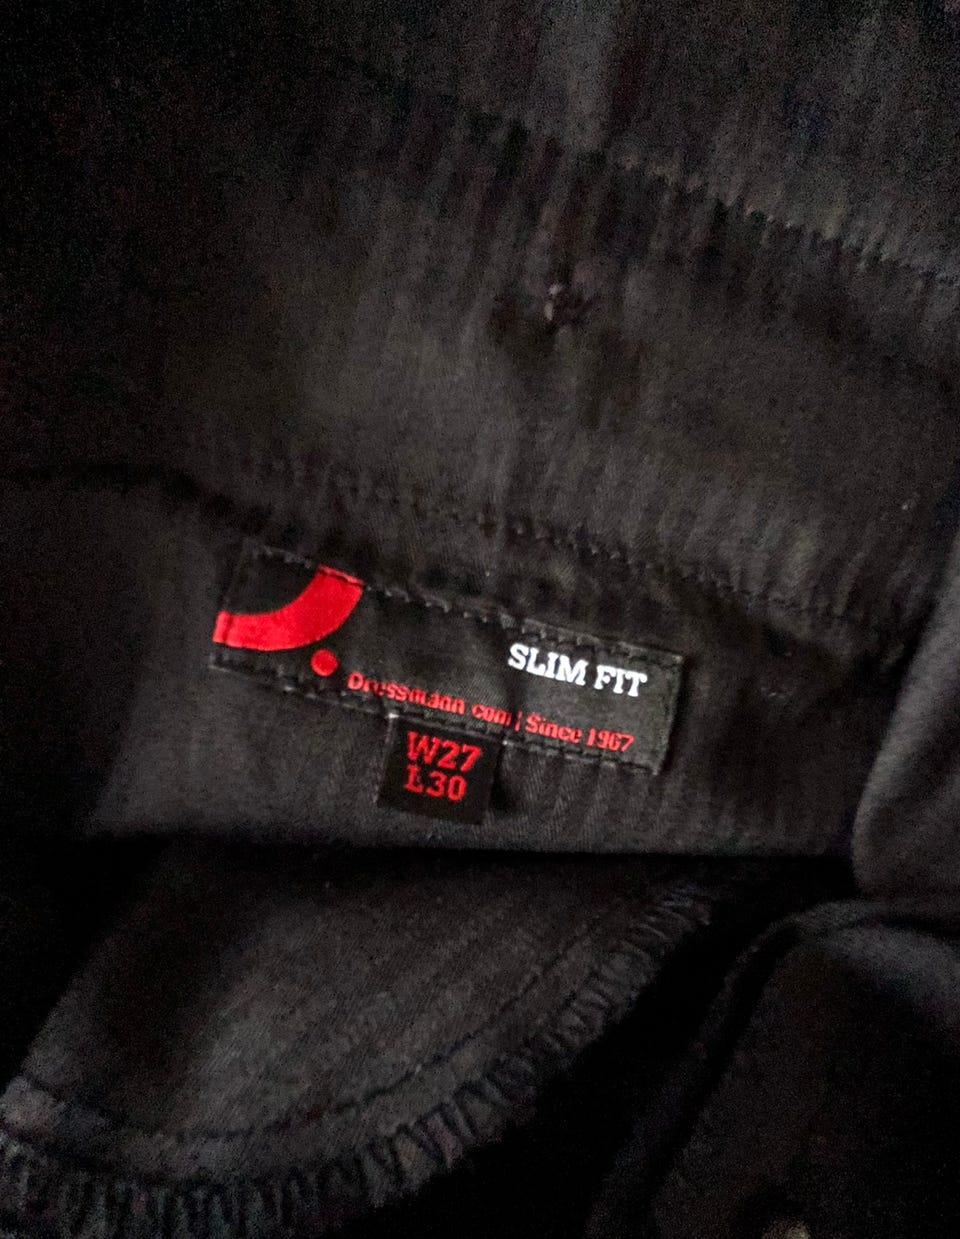 SLIM FIT
Dressmann com | Since 1967
W27
L30